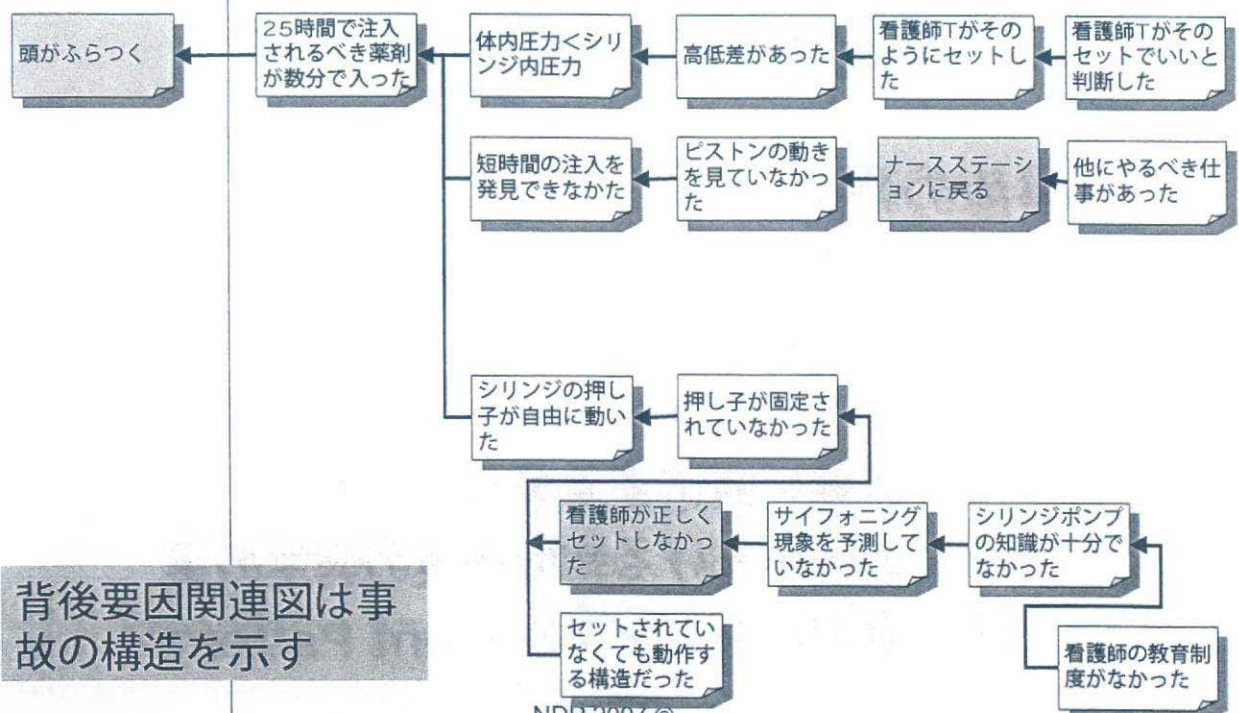 頭がふらつく
25時間で注入
されるべき薬剤
が数分で入った
体内圧力＜シリ
ンジ内圧力
高低差があった
看護師Tがその
ようにセットし
た
看護師Tがその
セットでいいと
判断した
短時間の注入を
発見できなかた
ピストンの動き
を見ていなかっ
た
ナースステーシ
ョンに戻る
他にやるべき仕
事があった
シリンジの押し
子が自由に動い
た
押し子が固定さ
れていなかった
看護師が正しく
セットしなかっ
た
サイフォニング
現象を予測して
いなかった
シリンジポンプ
の知識が十分で
なかった
セットされてい
なくても動作す
る構造だった
看護師の教育制
度がなかった
背後要因関連図は事
故の構造を示す